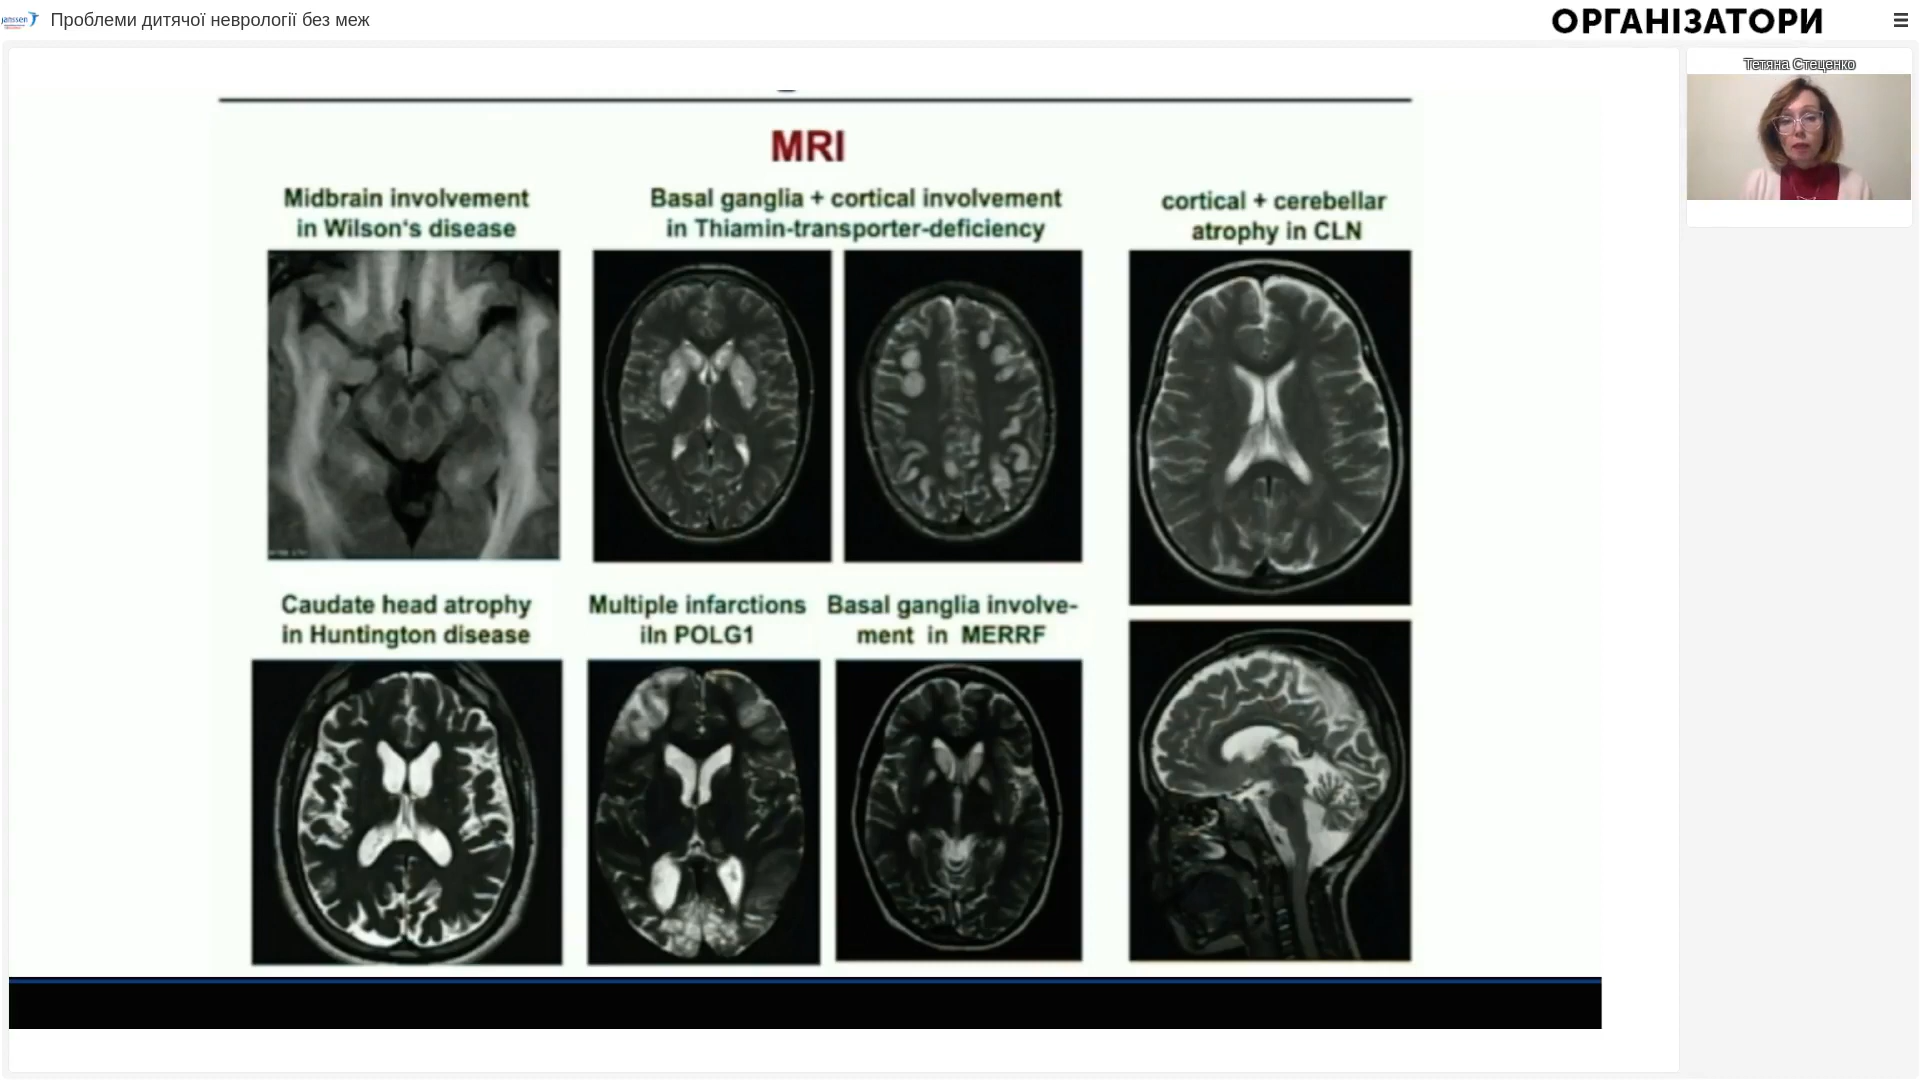 Janssen
Проблеми дитячої неврології без меж
ОРГАНІЗАТОРИ
Тетяна Стеценко
MRI
Midbrain involvement
in Wilson‘s disease
Basal ganglia + cortical involvement
in Thiamin-transporter-deficiency
cortical + cerebellar
atrophy in CLN
Caudate head atrophy
in Huntington disease
Multiple infarctions
iIn POLG1
Basal ganglia involve-
ment in MERRF